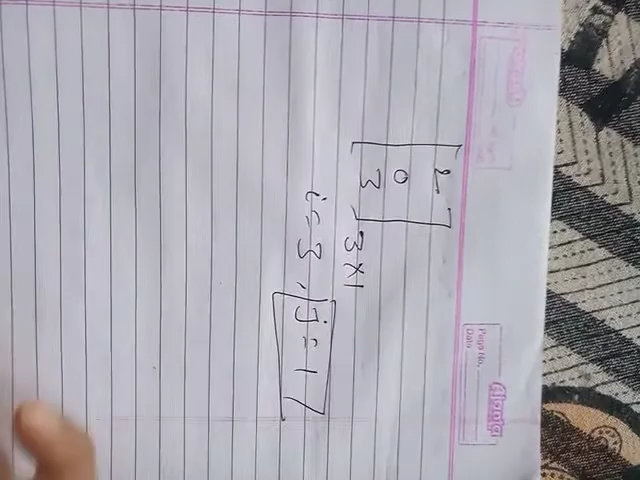 2
0
3
3×1
i = 3, j = 1
Page No.
Date